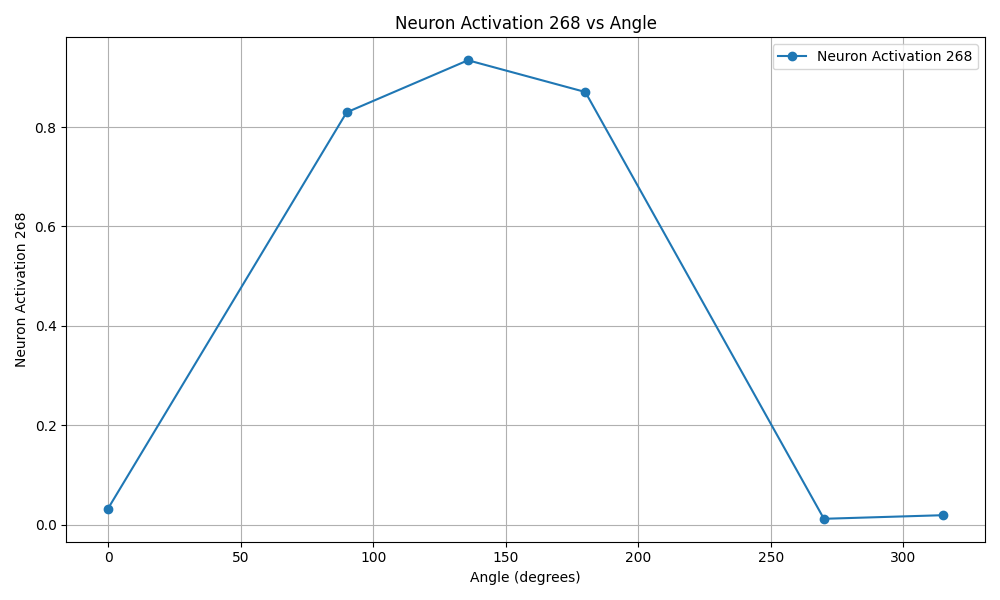 Neuron Activation 268 vs Angle
Neuron Activation 268
Neuron Activation 268
0.8
0.6
0.4
0.2
0.0
0 50 100 150 200 250 300
Angle (degrees)